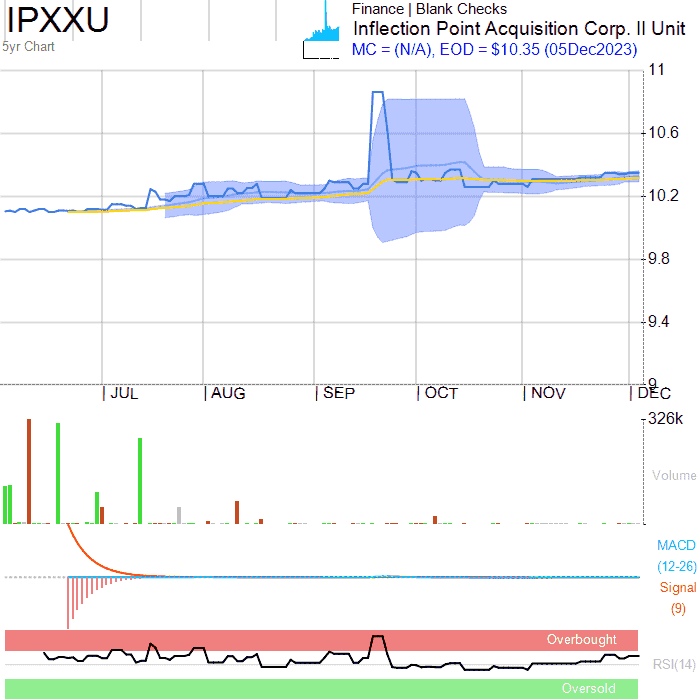 IPXXU
5yr Chart
Finance | Blank Checks
Inflection Point Acquisition Corp. II Unit
MC = (N/A), EOD = $10.35 (05Dec2023)
11
10.6
10.2
9.8
9.4
9
JUL AUG SEP OCT NOV DEC
326k
Volume
MACD
(12-26)
Signal
(9)
Overbought
RSI(14)
Oversold